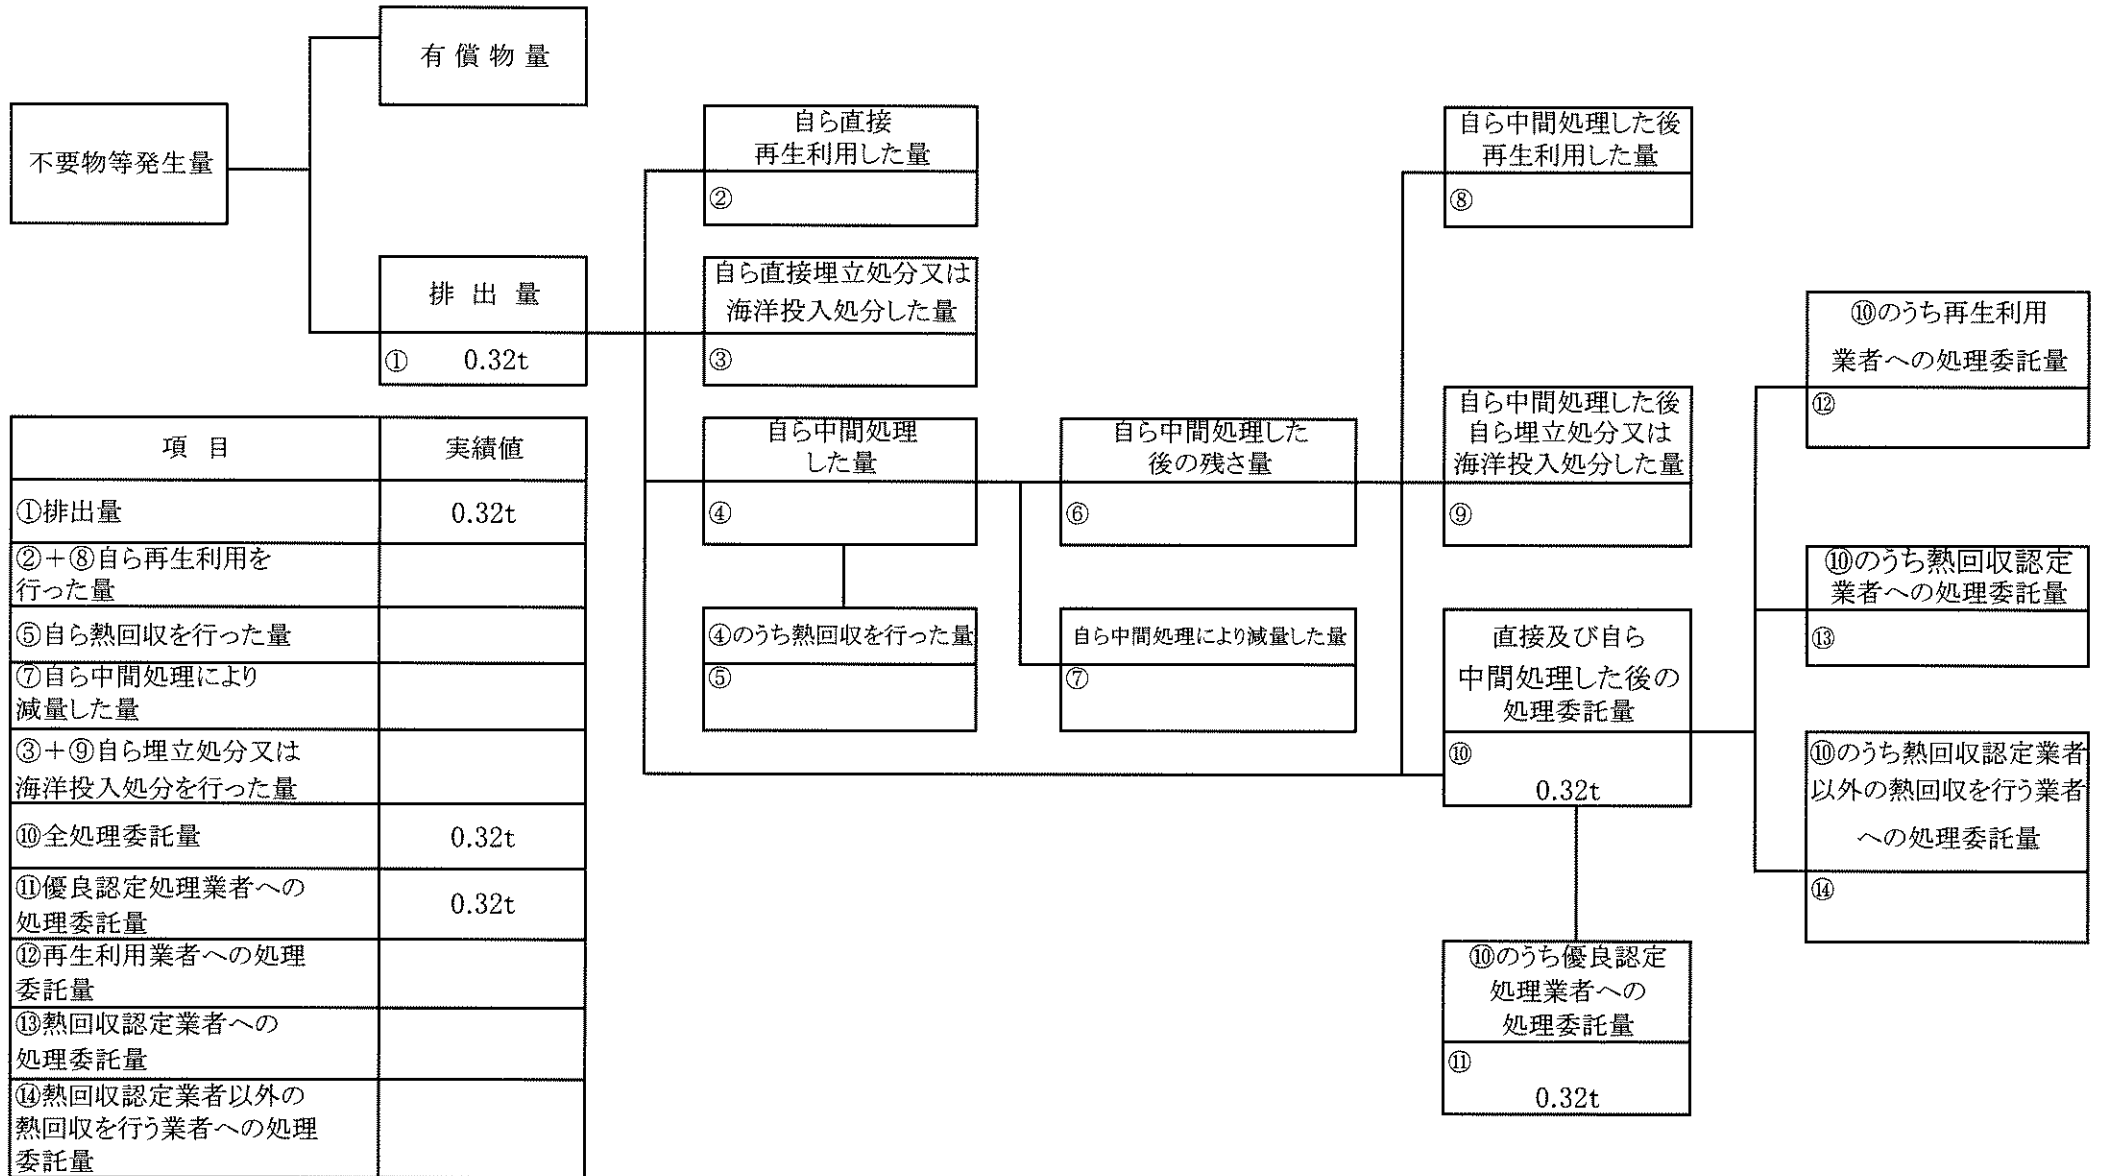 有 償 物 量
不要物等発生量
自ら直接
再生利用した量
②
自ら中間処理した後
再生利用した量
⑧
排 出 量
① 0.32t
自ら直接埋立処分又は
海洋投入処分した量
③
⑩のうち再生利用
業者への処理委託量
⑫
自ら中間処理
した量
④
自ら中間処理した
後の残さ量
⑥
自ら中間処理した後
自ら埋立処分又は
海洋投入処分した量
⑨
⑩のうち熱回収認定
業者への処理委託量
⑬
④のうち熱回収を行った量
⑤
自ら中間処理により減量した量
⑦
直接及び自ら
中間処理した後の
処理委託量
⑩
0.32t
⑩のうち熱回収認定業者
以外の熱回収を行う業者
への処理委託量
⑭
⑩のうち優良認定
処理業者への
処理委託量
⑪
0.32t
項 目 実績値
①排出量 0.32t
②+⑧自ら再生利用を
行った量
⑤自ら熱回収を行った量
⑦自ら中間処理により
減量した量
③+⑨自ら埋立処分又は
海洋投入処分を行った量
⑩全処理委託量 0.32t
⑪優良認定処理業者への
処理委託量 0.32t
⑫再生利用業者への処理
委託量
⑬熱回収認定業者への
処理委託量
⑭熱回収認定業者以外の
熱回収を行う業者への処理
委託量